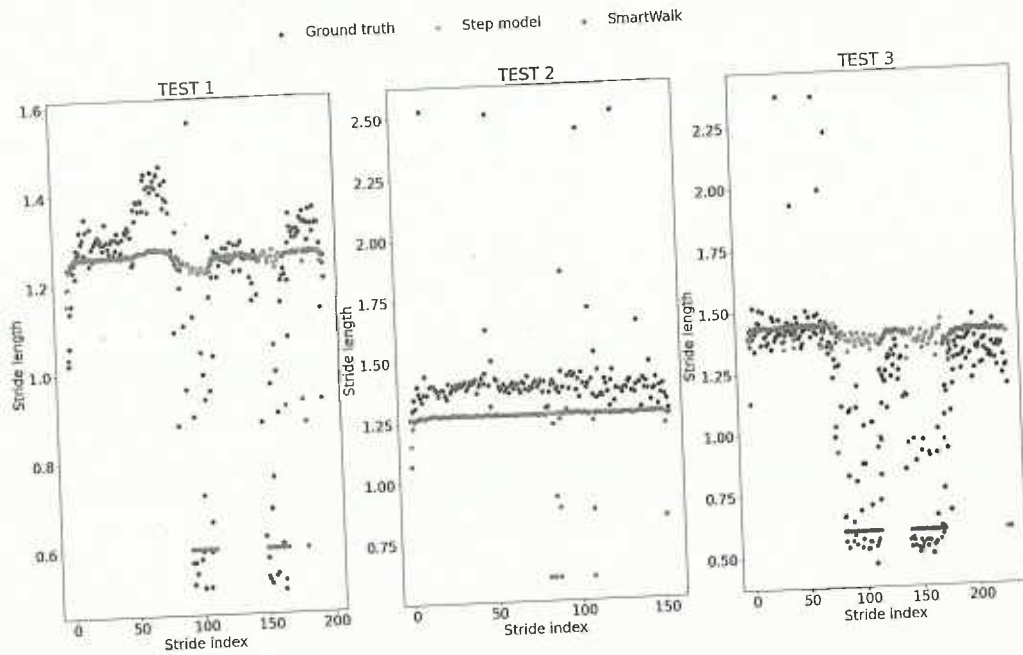 Ground truth Step model SmartWalk
TEST 1
1.6
1.4
1.2
1.0
0.8
0.6
Stride length
0 50 100 150 200
Stride index
TEST 2
2.50
2.25
2.00
1.75
1.50
1.25
1.00
0.75
Stride length
0 50 100 150
Stride index
TEST 3
2.25
2.00
1.75
1.50
1.25
1.00
0.75
0.50
Stride length
0 50 100 150 200
Stride index